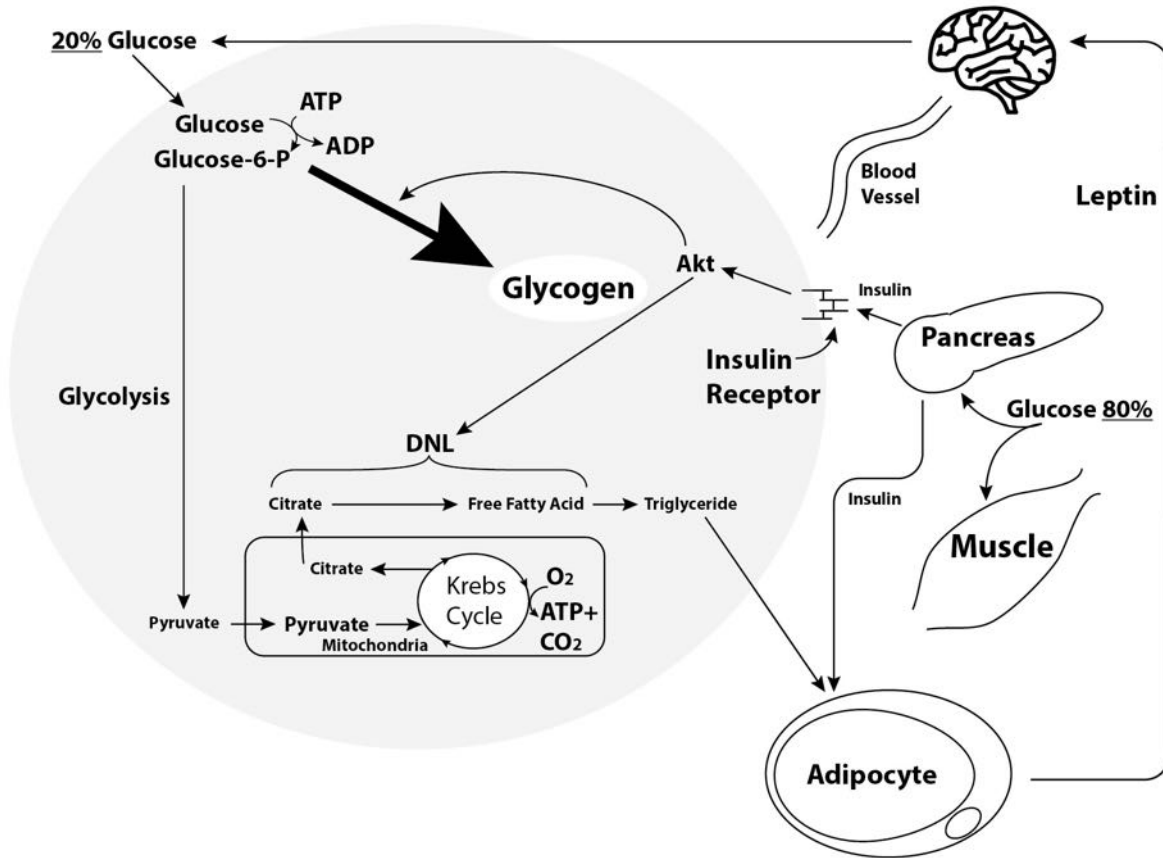 20% Glucose
ATP
Glucose
ADP
Glucose-6-P
Blood
Vessel
Leptin
Akt
Glycogen
Insulin
Pancreas
Insulin
Receptor
Glycolysis
Glucose 80%
DNL
Citrate
Free Fatty Acid
Triglyceride
Insulin
Muscle
Citrate
Krebs
Cycle
O2
ATP+
CO2
Pyruvate
Pyruvate
Mitochondria
Adipocyte